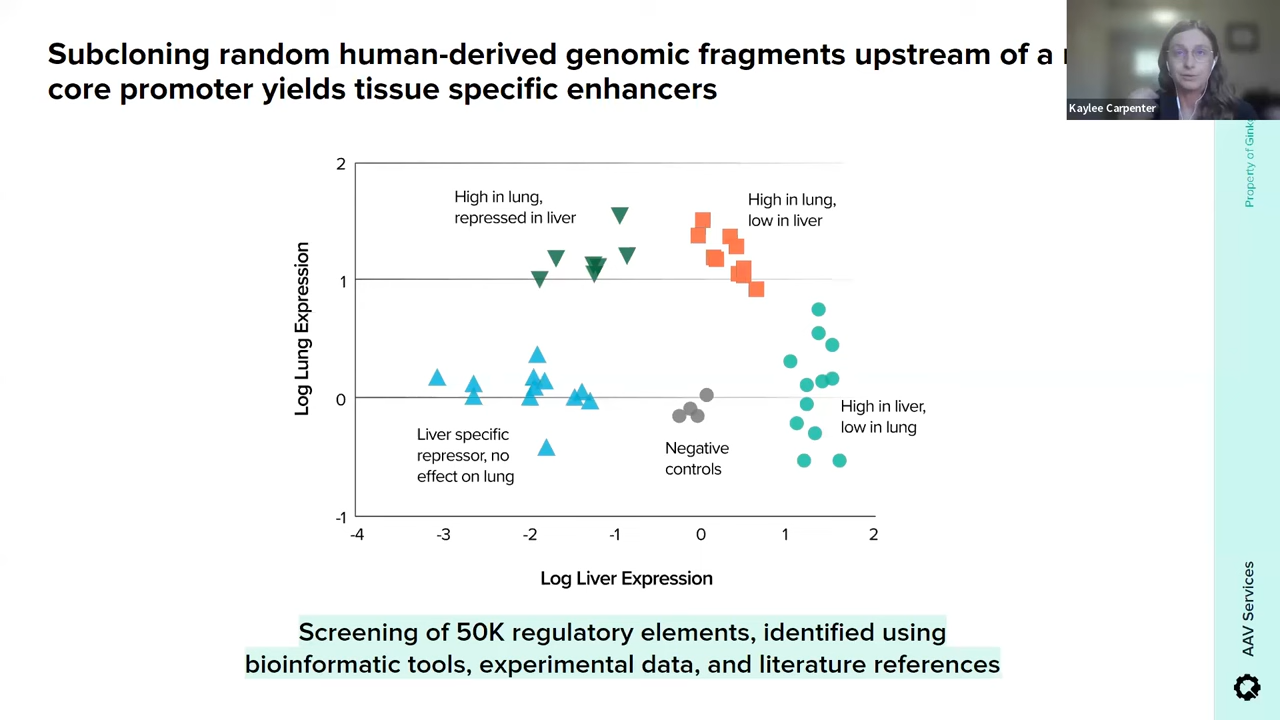 Subcloning random human-derived genomic fragments upstream of a
core promoter yields tissue specific enhancers
Kaylee Carpenter
Property of
AAV Services
2
1
0
-1
Log Lung Expression
High in lung,
repressed in liver
High in lung,
low in liver
Liver specific
repressor, no
effect on lung
Negative
controls
High in liver,
low in lung
-4 -3 -2 -1 0 1 2
Log Liver Expression
Screening of 50K regulatory elements, identified using
bioinformatic tools, experimental data, and literature references